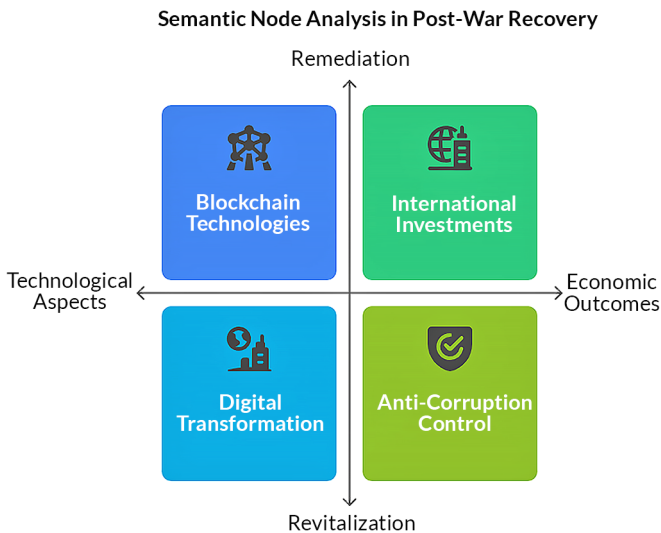 Semantic Node Analysis in Post-War Recovery
Remediation
Blockchain
Technologies
International
Investments
Technological
Aspects
Economic
Outcomes
Digital
Transformation
Anti-Corruption
Control
Revitalization